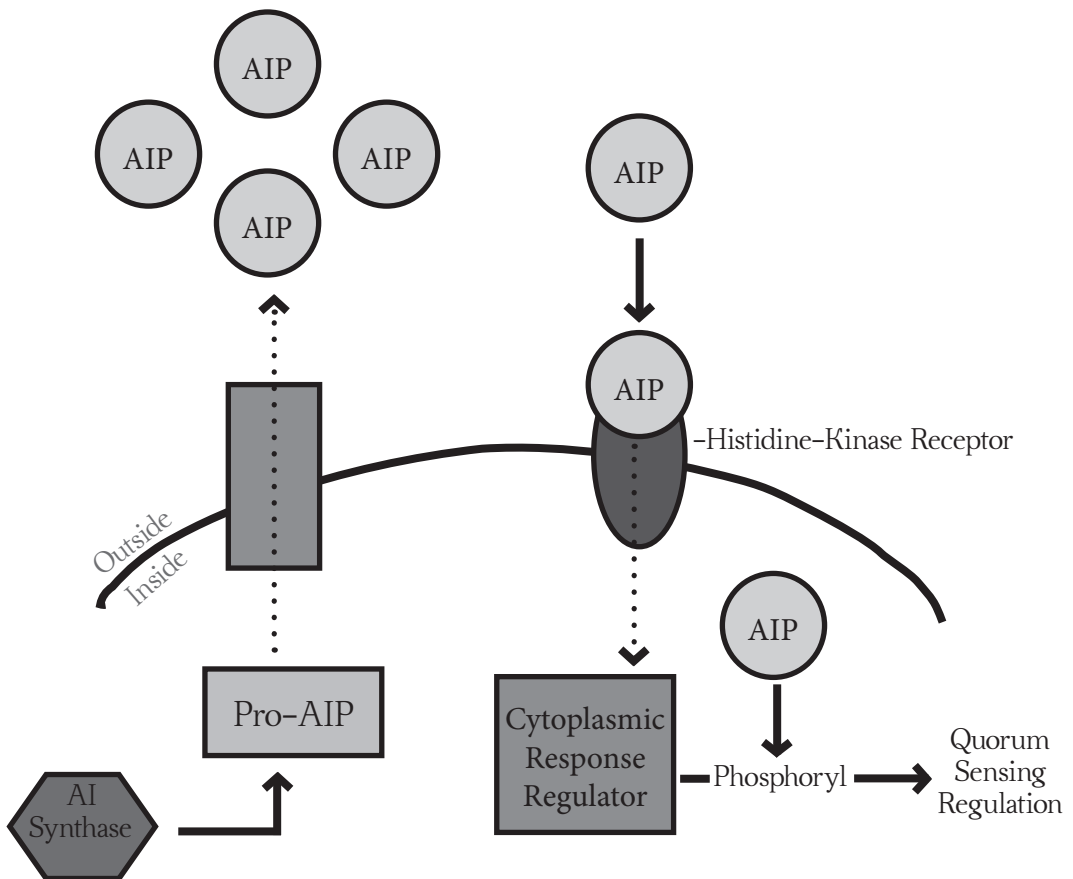 AIP
AIP
AIP
AIP
AIP
AIP
-Histidine-Kinase Receptor
Outside
Inside
AIP
Pro-AIP
Cytoplasmic
Response
Regulator
Phosphoryl
Quorum
Sensing
Regulation
AI
Synthase